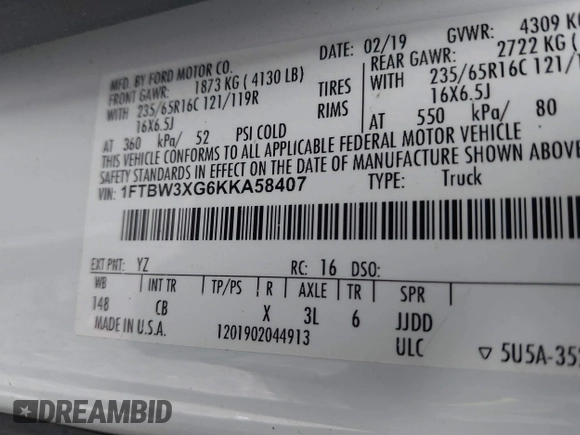 MFD. BY FORD MOTOR CO.
DATE: 02/19 GVWR: 4309 KG
FRONT GAWR: 1873 KG ( 4130 LB)
REAR GAWR: 2722 KG
WITH 235/65R16C 121/119R TIRES WITH 235/65R16C 121/
16X6.5J RIMS 16X6.5J
AT 360 kPa/ 52 PSI COLD AT 550 kPa/ 80
THIS VEHICLE CONFORMS TO ALL APPLICABLE FEDERAL MOTOR VEHICLE
SAFETY STANDARDS IN EFFECT ON THE DATE OF MANUFACTURE SHOWN ABOVE
VIN: 1FTBW3XG6KKA58407 TYPE: Truck
EXT PNT: YZ RC: 16 DSO:
WB INT TR TP/PS R AXLE TR SPR
148 CB X 3L 6 JJDD
MADE IN U.S.A. 1201902044913 ULC ▽ 5U5A-352
DREAMBID